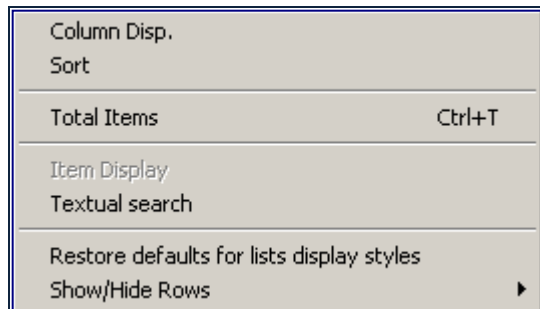 Column Disp.
Sort
Total Items Ctrl+T
Item Display
Textual search
Restore defaults for lists display styles
Show/Hide Rows